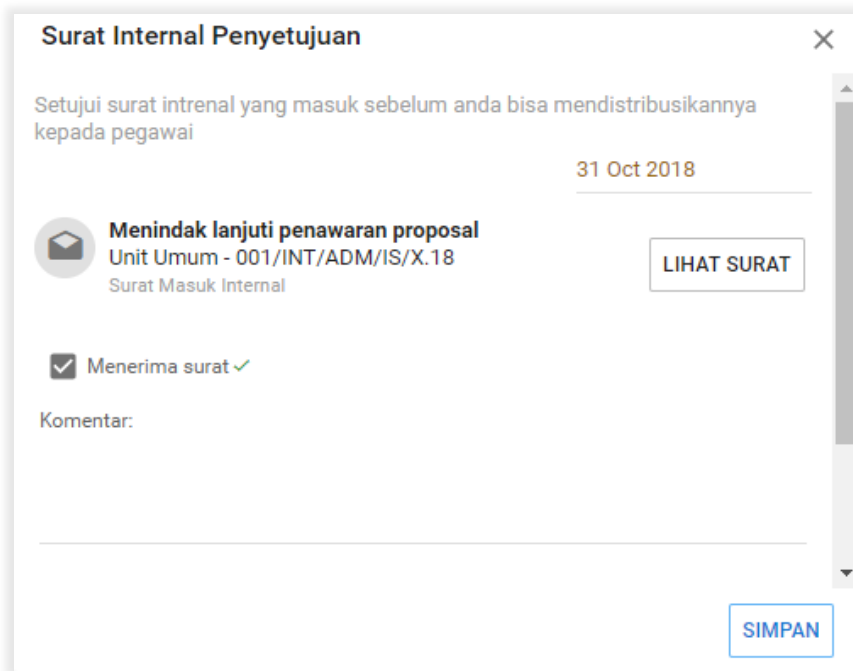 Surat Internal Penyetujuan
Setujui surat intrenal yang masuk sebelum anda bisa mendistribusikannya
kepada pegawai
31 Oct 2018
Menindak lanjuti penawaran proposal
Unit Umum - 001/INT/ADM/IS/X.18
Surat Masuk Internal
LIHAT SURAT
Menerima surat
Komentar:
SIMPAN